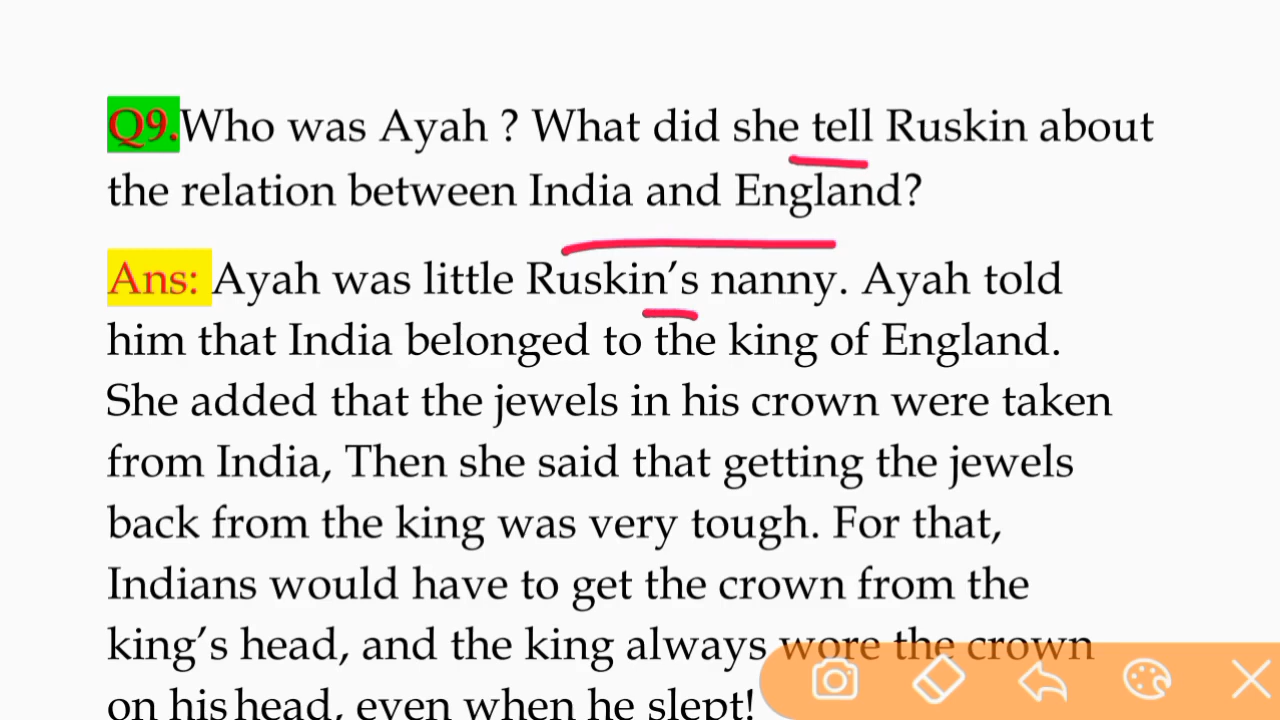 Q9.Who was Ayah ? What did she tell Ruskin about
the relation between India and England?
Ans: Ayah was little Ruskin’s nanny. Ayah told
him that India belonged to the king of England.
She added that the jewels in his crown were taken
from India, Then she said that getting the jewels
back from the king was very tough. For that,
Indians would have to get the crown from the
king’s head, and the king always wore the crown
on his head, even when he slept!